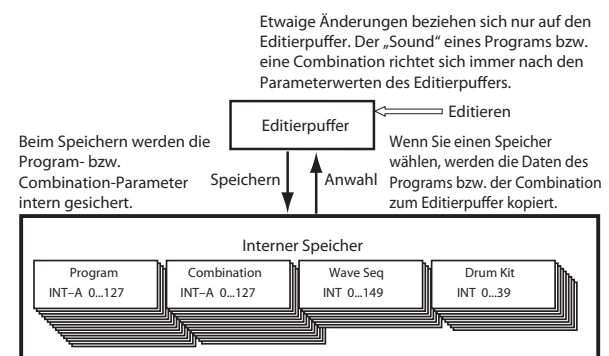 Etwaige Änderungen beziehen sich nur auf den
Editierpuffer. Der „Sound“ eines Programs bzw.
eine Combination richtet sich immer nach den
Parameterwerten des Editierpuffers.
Editierpuffer
Editieren
Beim Speichern werden die
Program- bzw.
Combination-Parameter
intern gesichert.
Speichern
Anwahl
Wenn Sie einen Speicher
wählen, werden die Daten des
Programs bzw. der Combination
zum Editierpuffer kopiert.
Interner Speicher
Program
INT–A 0...127
Combination
INT–A 0...127
Wave Seq
INT 0...149
Drum Kit
INT 0...39